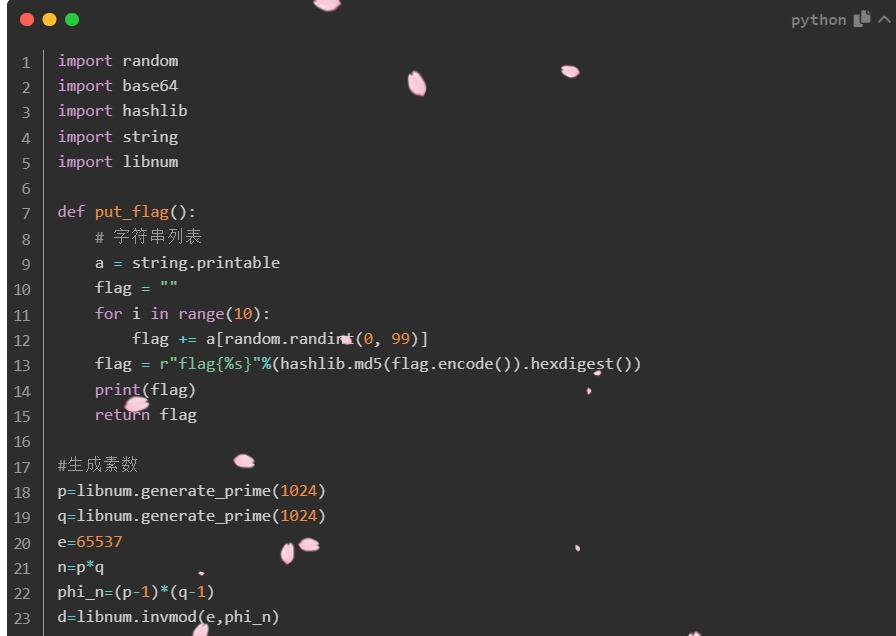 python
1 import random
2 import base64
3 import hashlib
4 import string
5 import libnum
6
7 def put_flag():
8     # 字符串列表
9     a = string.printable
10     flag = ""
11     for i in range(10):
12         flag += a[random.randint(0, 99)]
13     flag = r"flag{%s}"%(hashlib.md5(flag.encode()).hexdigest())
14     print(flag)
15     return flag
16
17 #生成素数
18 p=libnum.generate_prime(1024)
19 q=libnum.generate_prime(1024)
20 e=65537
21 n=p*q
22 phi_n=(p-1)*(q-1)
23 d=libnum.invmod(e,phi_n)